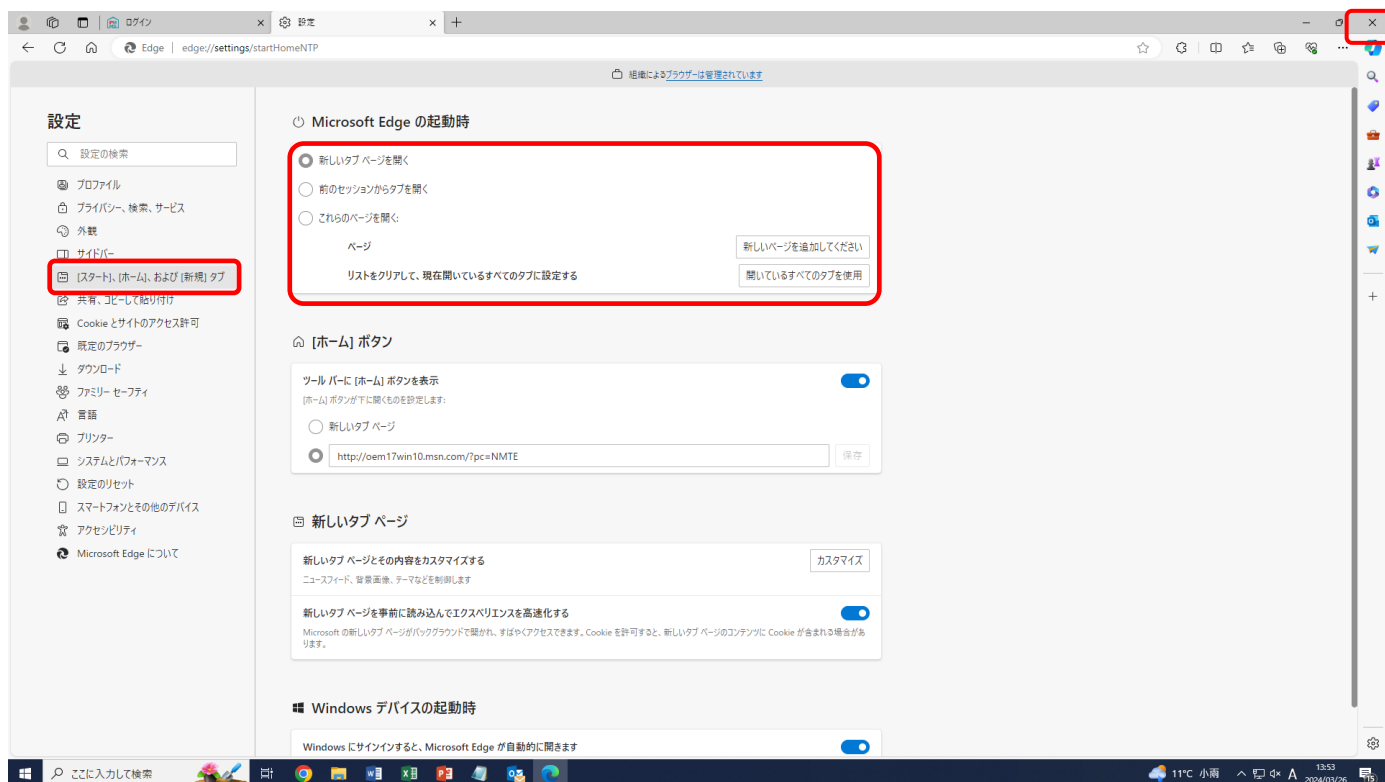 ログイン
設定
Edge
edge://settings/startHomeNTP
組織によるブラウザーは管理されています
設定
設定の検索
プロファイル
プライバシー、検索、サービス
外観
サイドバー
[スタート]、[ホーム]、および [新規] タブ
共有、コピーして貼り付け
Cookie とサイトのアクセス許可
既定のブラウザー
ダウンロード
ファミリー セーフティ
言語
プリンター
システムとパフォーマンス
設定のリセット
スマートフォンとその他のデバイス
アクセシビリティ
Microsoft Edge について
Microsoft Edge の起動時
新しいタブ ページを開く
前のセッションからタブを開く
これらのページを開く:
ページ
新しいページを追加してください
リストをクリアして、現在開いているすべてのタブに設定する
開いているすべてのタブを使用
[ホーム] ボタン
ツール バーに [ホーム] ボタンを表示
[ホーム] ボタンが下に開くものを設定します:
新しいタブ ページ
http://oem17win10.msn.com/?pc=NMTE
保存
新しいタブ ページ
新しいタブ ページとその内容をカスタマイズする
カスタマイズ
ニュースフィード、背景画像、テーマなどを制御します
新しいタブ ページを事前に読み込んでエクスペリエンスを高速化する
Microsoft の新しいタブ ページがバックグラウンドで開かれ、すばやくアクセスできます。Cookie を許可すると、新しいタブ ページのコンテンツに Cookie が含まれる場合があ
ります。
Windows デバイスの起動時
Windows にサインインすると、Microsoft Edge が自動的に開きます
ここに入力して検索
11°C 小雨
A
13:53
2024/03/26